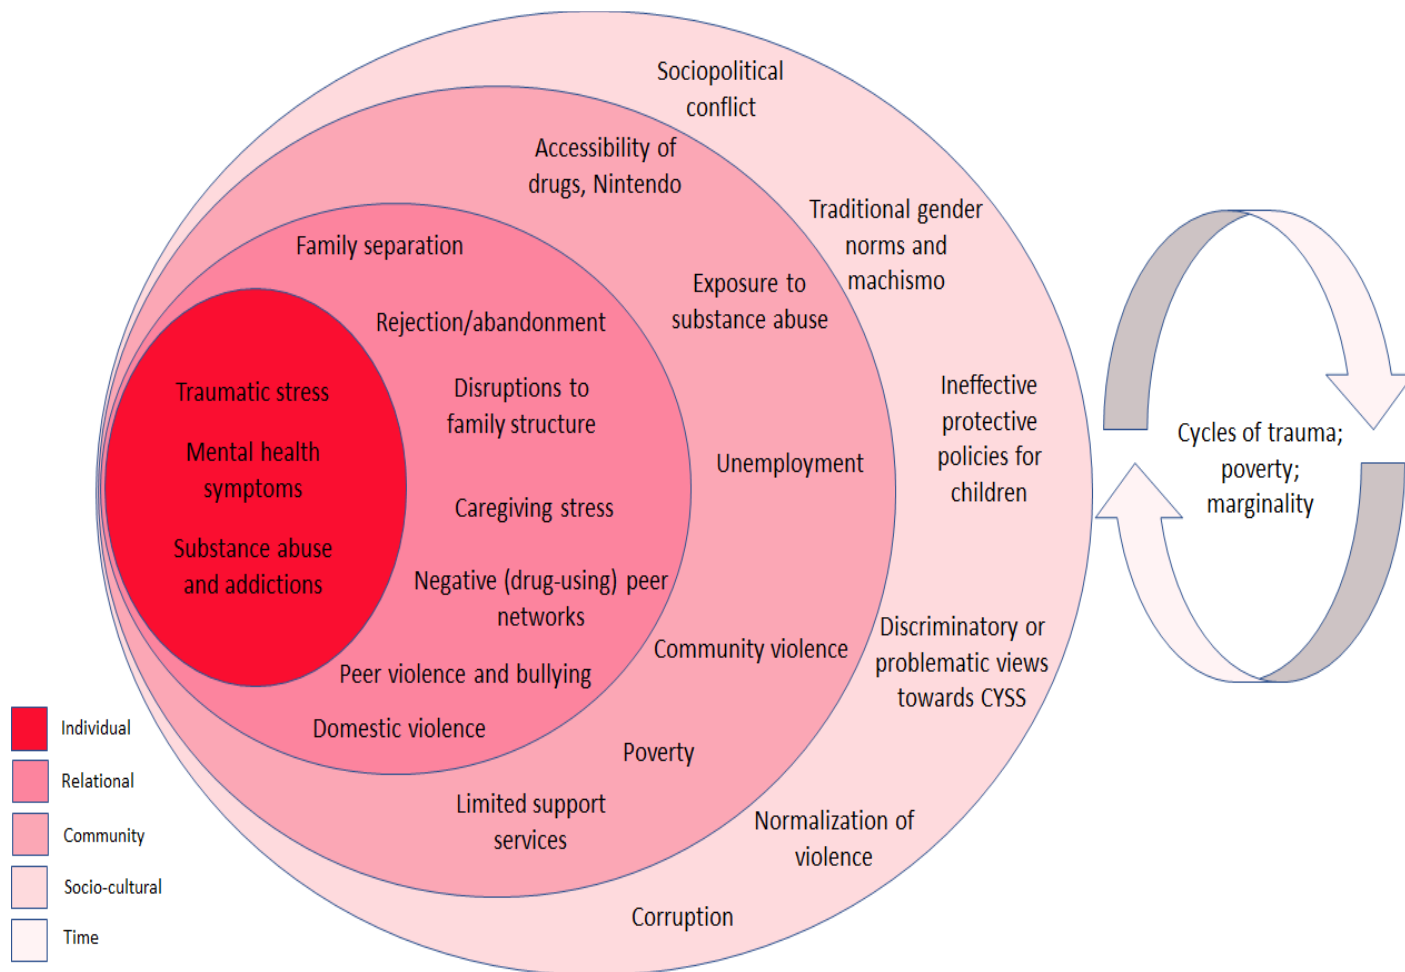 Sociopolitical
conflict
Accessibility of
drugs, Nintendo
Traditional gender
norms and
machismo
Family separation
Exposure to
substance abuse
Rejection/abandonment
Traumatic stress
Disruptions to
family structure
Ineffective
protective
policies for
children
Cycles of trauma;
poverty;
marginality
Mental health
symptoms
Unemployment
Caregiving stress
Substance abuse
and addictions
Negative (drug-using) peer
networks
Community violence
Discriminatory or
problematic views
towards CYSS
Peer violence and bullying
Domestic violence
Poverty
Limited support
services
Normalization of
violence
Corruption
Individual
Relational
Community
Socio-cultural
Time